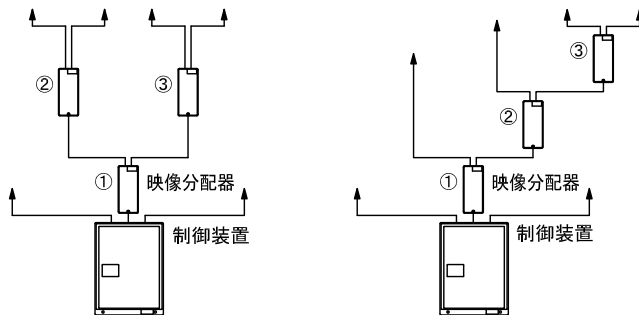 ② ③
① 映像分配器
制御装置
③
②
① 映像分配器
制御装置